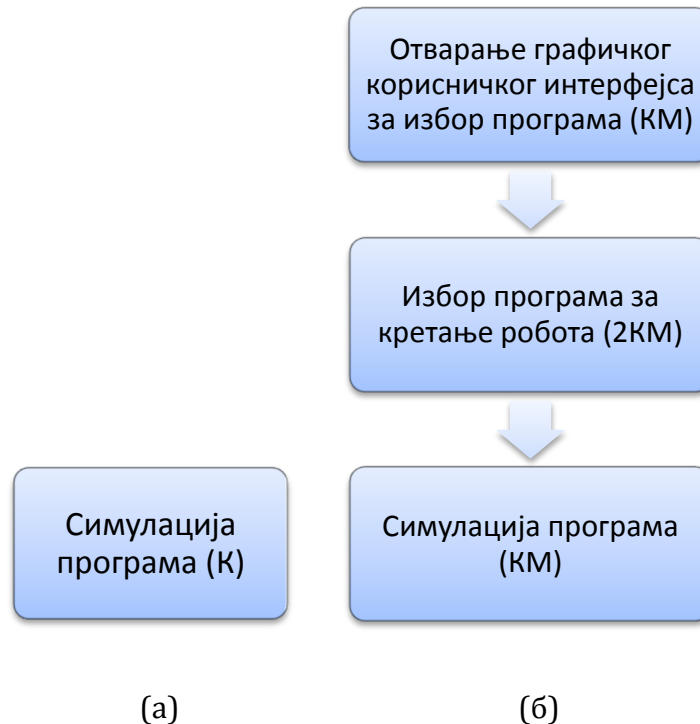 Отварање графичког
корисничког интерфејса
за избор програма (КМ)
Избор програма за
кретање робота (2КМ)
Симулација
програма (К)
Симулација програма
(КМ)
(а)
(б)